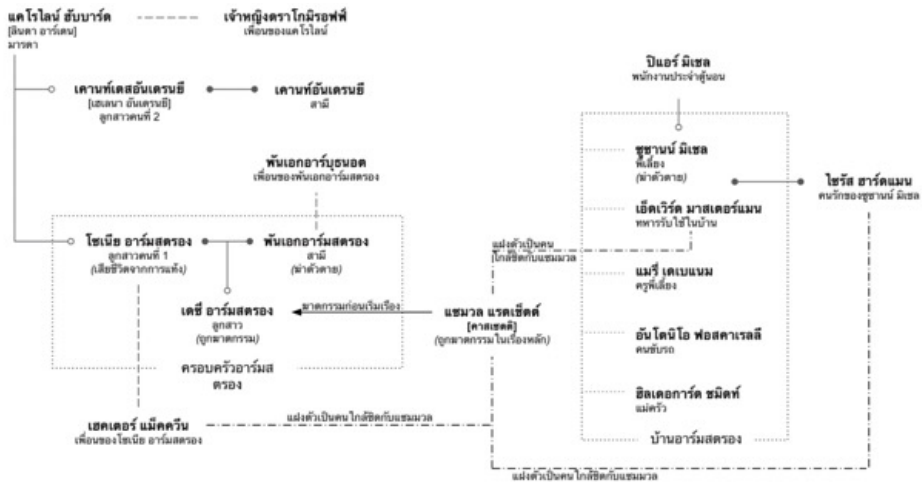 แคโรไลน์ ฮับบาร์ด
[ลินดา อาร์เดน]
มารดา
เจ้าหญิงดราโกมิรอฟฟ์
เพื่อนของแคโรไลน์
เคานท์เตสอันเดรนยี
[เฮเลนา อันเดรนยี]
ลูกสาวคนที่ 2
เคานท์อันเดรนยี
สามี
ปิแอร์ มิเชล
พนักงานประจำตู้นอน
พันเอกอาร์บุธนอต
เพื่อนของพันเอกอาร์มสตรอง
ซูซานน์ มิเชล
พี่เลี้ยง
(ฆ่าตัวตาย)
ไซรัส ฮาร์ดแมน
คนรักของซูซานน์ มิเชล
เอ็ดเวิร์ด มาสเตอร์แมน
ทหารรับใช้ในบ้าน
โซเนีย อาร์มสตรอง
ลูกสาวคนที่ 1
(เสียชีวิตจากการแท้ง)
พันเอกอาร์มสตรอง
สามี
(ฆ่าตัวตาย)
แฝงตัวเป็นคน
ใกล้ชิดกับแซมมวล
แมรี่ เดเบแนม
ครูพี่เลี้ยง
เดซี่ อาร์มสตรอง
ลูกสาว
(ถูกฆาตกรรม)
ฆาตกรรมก่อนเริ่มเรื่อง
แซมวล แรตเช็ตต์
[คาสเซตตี]
(ถูกฆาตกรรมในเรื่องหลัก)
อันโตนิโอ ฟอสคาเรลลี
คนขับรถ
ครอบครัวอาร์มส
ตรอง
ฮิลเดอการ์ด ชมิดท์
แม่ครัว
เฮคเตอร์ แม็คควีน
เพื่อนของโซเนีย อาร์มสตรอง
แฝงตัวเป็นคนใกล้ชิดกับแซมมวล
บ้านอาร์มสตรอง
แฝงตัวเป็นคนใกล้ชิดกับแซมมวล